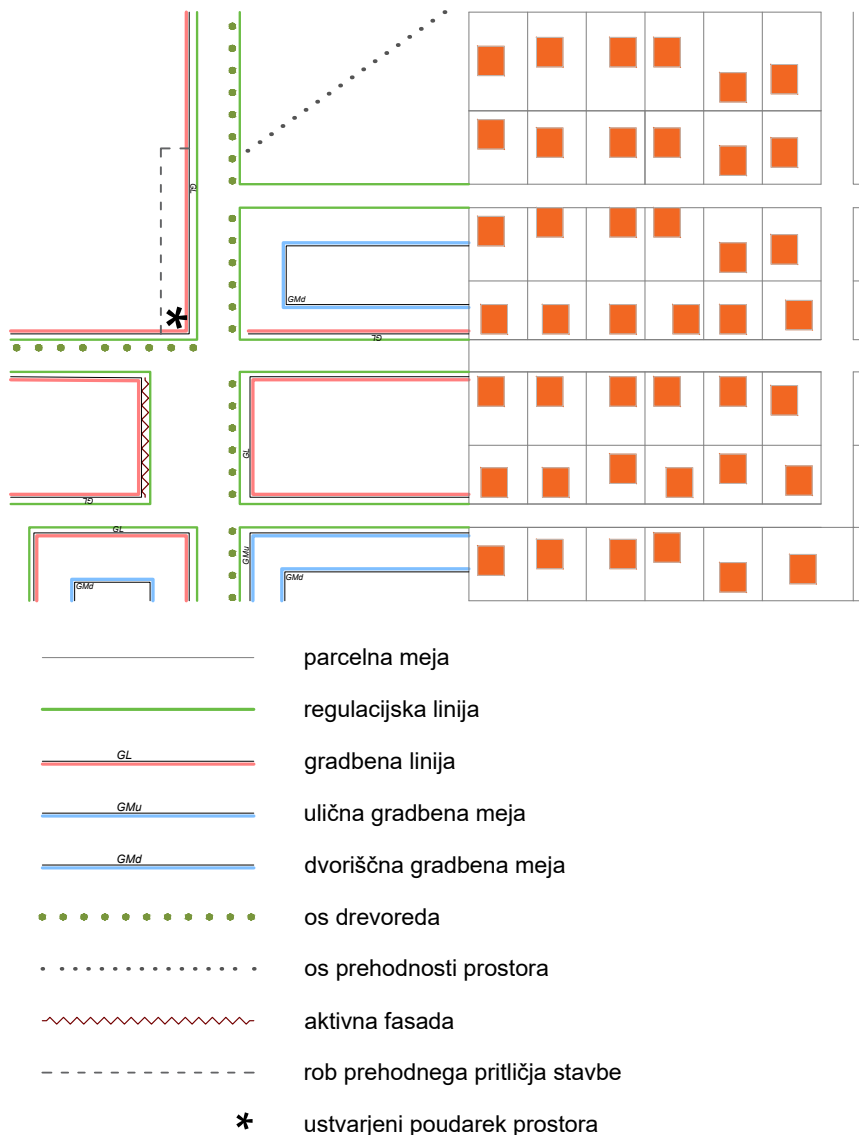 GL
GMd
GL
GL
GL
GL
GMu
GMd
GMd
parcelna meja
regulacijska linija
GL
gradbena linija
GMu
ulična gradbena meja
GMd
dvoriščna gradbena meja
os drevoreda
os prehodnosti prostora
aktivna fasada
rob prehodnega pritličja stavbe
* ustvarjeni poudarek prostora